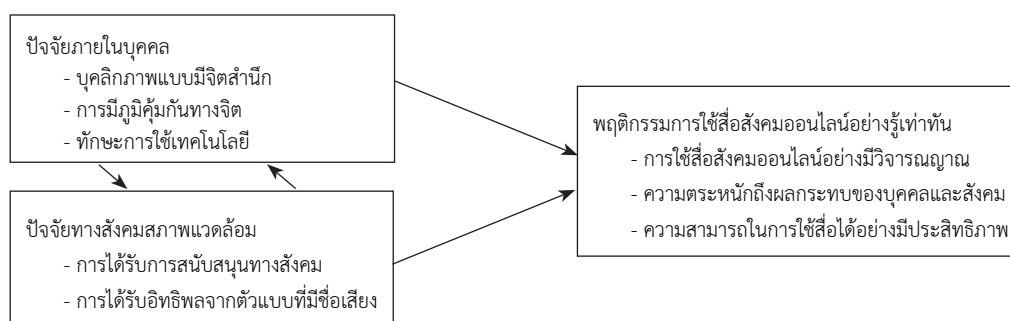 ปัจจัยภายในบุคคล
- บุคลิกภาพแบบมีจิตสำนึก
- การมีภูมิคุ้มกันทางจิต
- ทักษะการใช้เทคโนโลยี
ปัจจัยทางสังคมสภาพแวดล้อม
- การได้รับการสนับสนุนทางสังคม
- การได้รับอิทธิพลจากตัวแบบที่มีชื่อเสียง
พฤติกรรมการใช้สื่อสังคมออนไลน์อย่างรู้เท่าทัน
- การใช้สื่อสังคมออนไลน์อย่างมีวิจารณญาณ
- ความตระหนักถึงผลกระทบของบุคคลและสังคม
- ความสามารถในการใช้สื่อได้อย่างมีประสิทธิภาพ